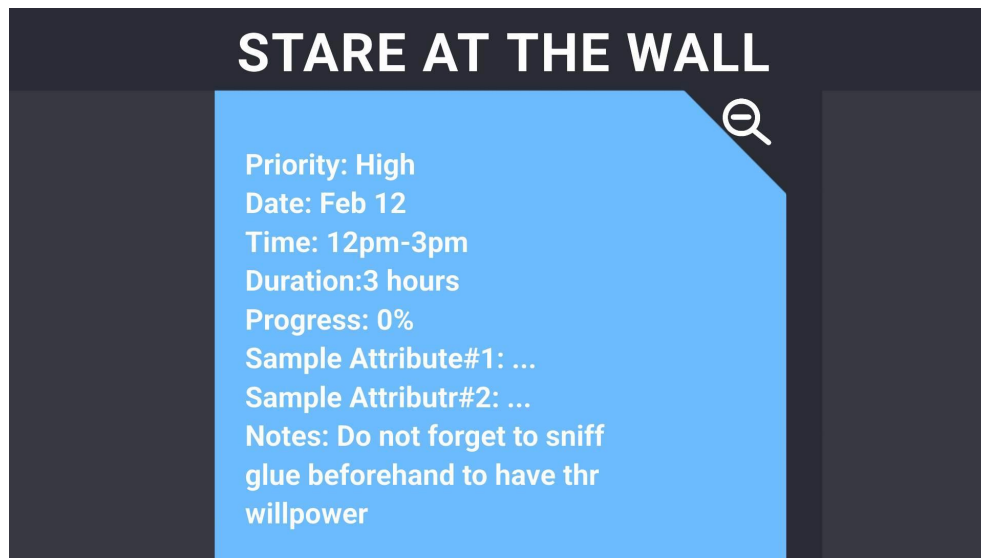 STARE AT THE WALL
Priority: High
Date: Feb 12
Time: 12pm-3pm
Duration:3 hours
Progress: 0%
Sample Attribute#1: ...
Sample Attributr#2: ...
Notes: Do not forget to sniff
glue beforehand to have thr
willpower